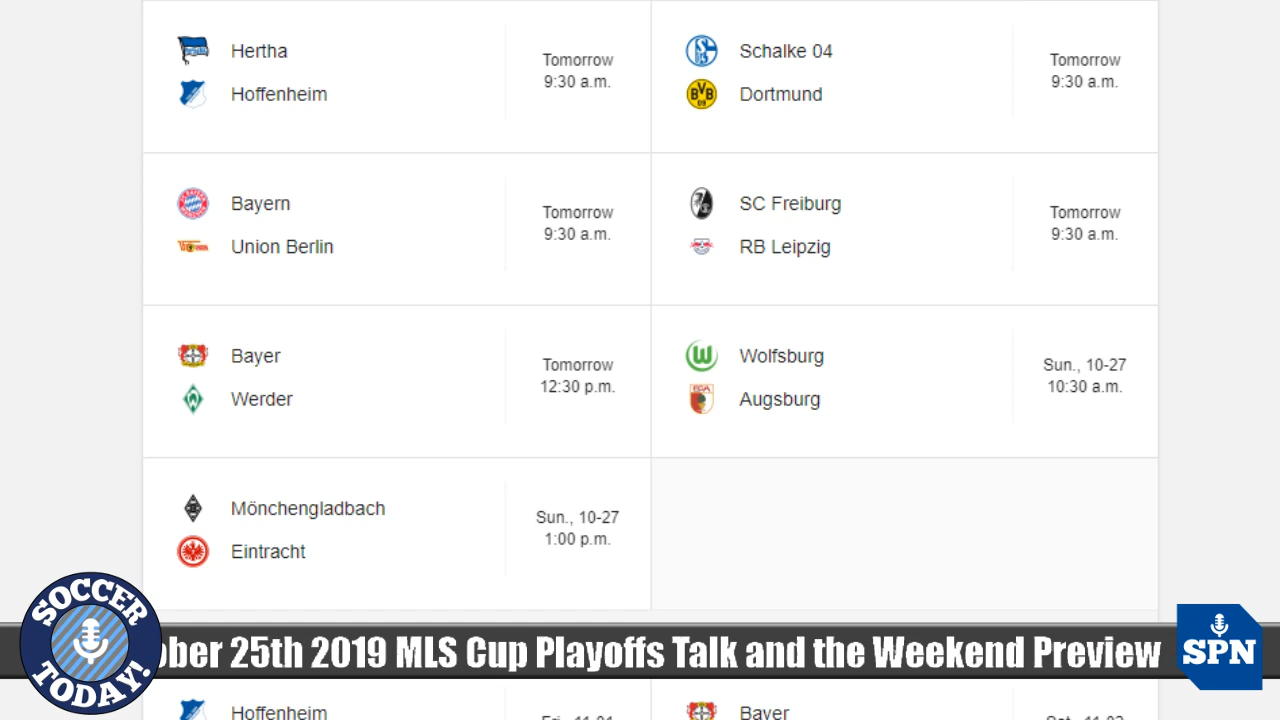 Hertha
Hoffenheim
Tomorrow
9:30 a.m.
Schalke 04
Dortmund
Tomorrow
9:30 a.m.
Bayern
Union Berlin
Tomorrow
9:30 a.m.
SC Freiburg
RB Leipzig
Tomorrow
9:30 a.m.
Bayer
Werder
Tomorrow
12:30 p.m.
Wolfsburg
Augsburg
Sun., 10-27
10:30 a.m.
Mönchengladbach
Eintracht
Sun., 10-27
1:00 p.m.
SOCCER
TODAY!
ber 25th 2019 MLS Cup Playoffs Talk and the Weekend Preview
SPN
Hoffenheim
Bayer